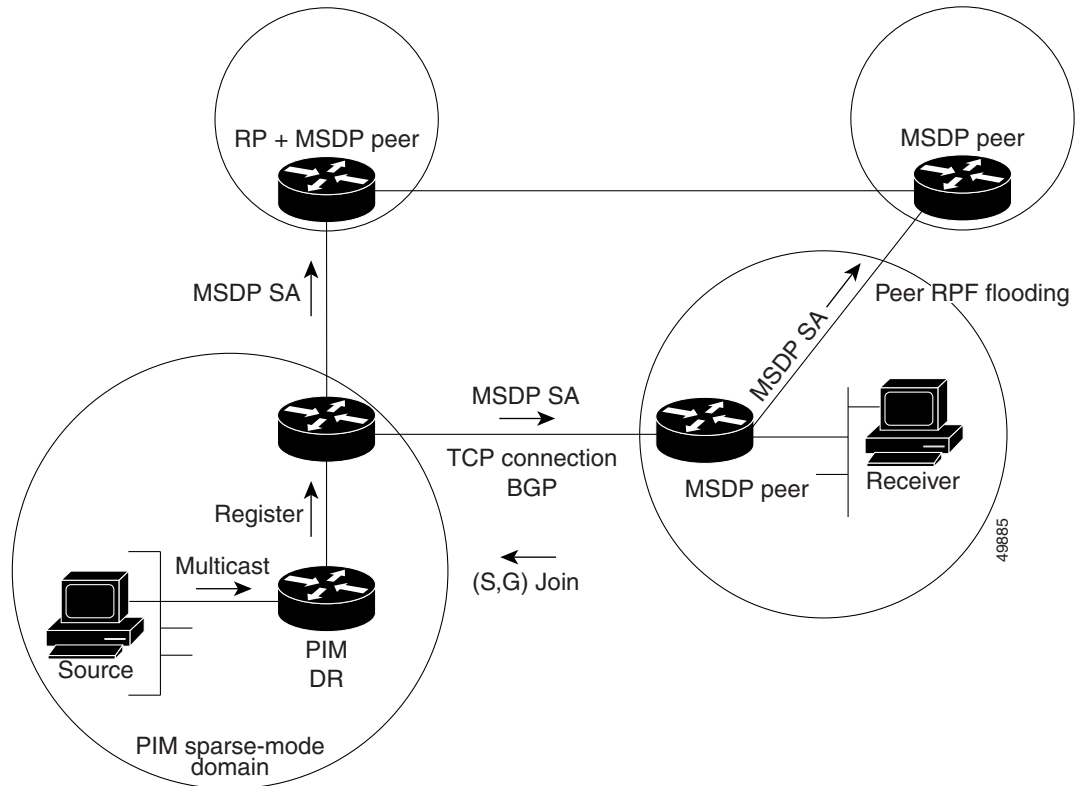 RP + MSDP peer
MSDP peer
MSDP SA
Peer RPF flooding
MSDP SA
MSDP SA
TCP connection
BGP
MSDP peer
Receiver
Register
49885
Multicast
(S,G) Join
Source
PIM
DR
PIM sparse-mode
domain